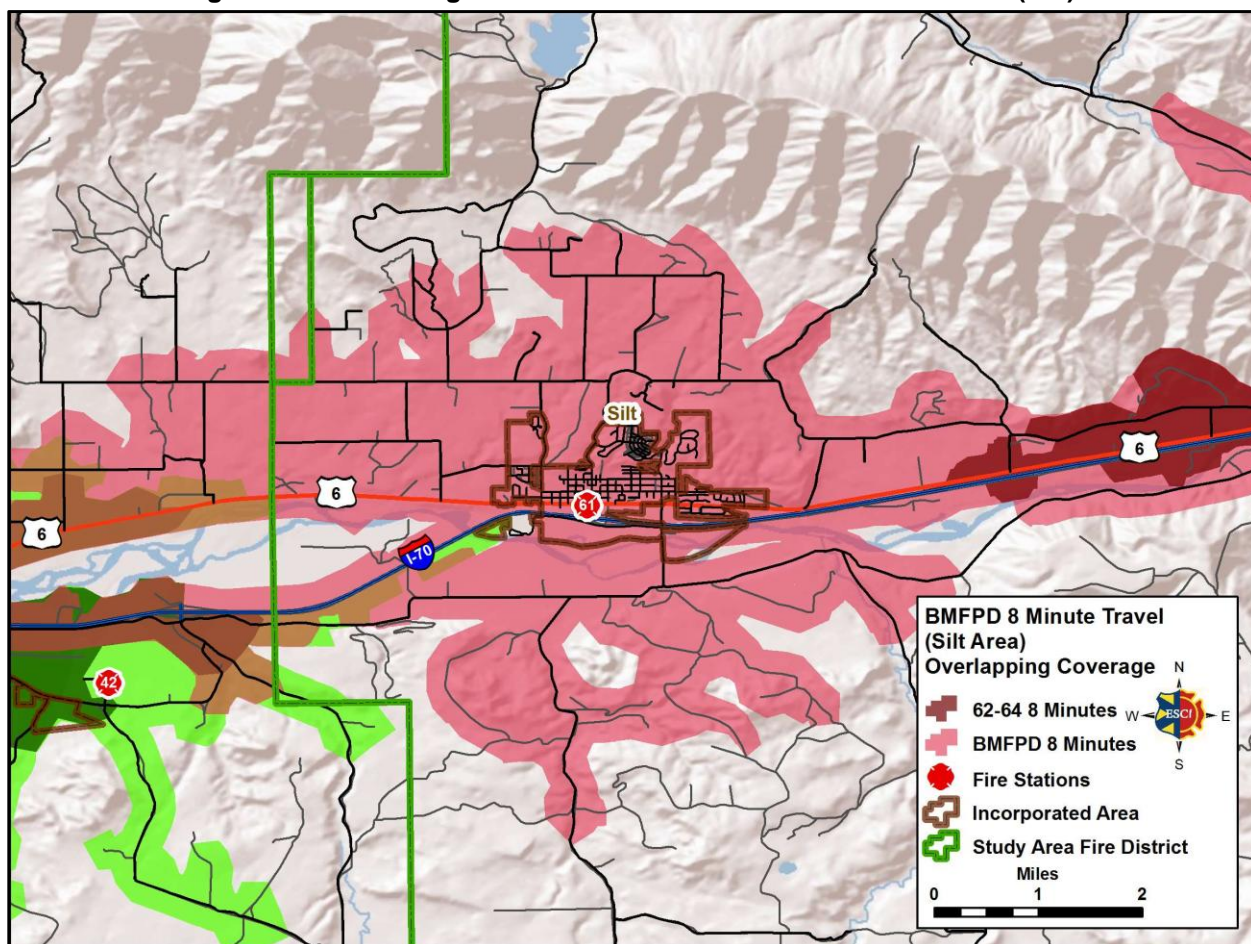 Silt
6
6
61
6
I-70
42
BMFPD 8 Minute Travel
(Silt Area)
Overlapping Coverage
N
W
ESCI
E
S
62-64 8 Minutes
BMFPD 8 Minutes
Fire Stations
Incorporated Area
Study Area Fire District
Miles
0 1 2